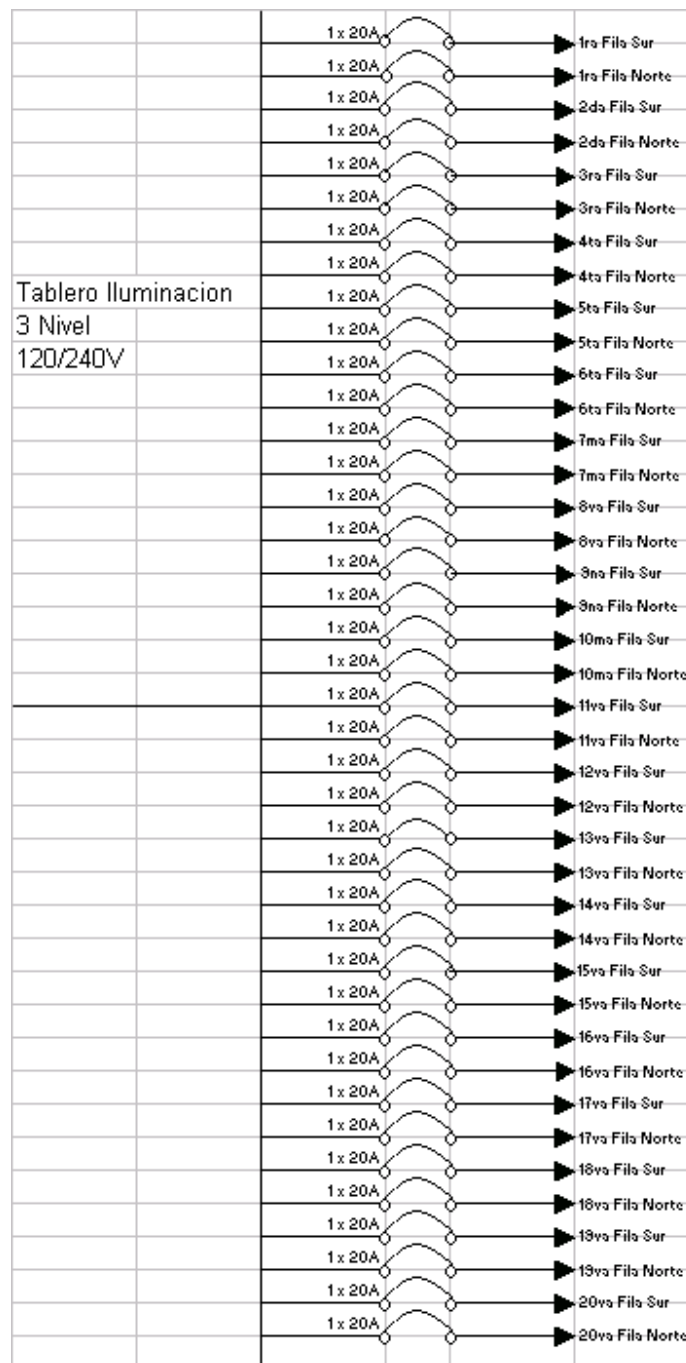 1 x 20A 1ra Fila Sur
1 x 20A 1ra Fila Norte
1 x 20A 2da Fila Sur
1 x 20A 2da Fila Norte
1 x 20A 3ra Fila Sur
1 x 20A 3ra Fila Norte
1 x 20A 4ta Fila Sur
1 x 20A 4ta Fila Norte
Tablero Iluminacion
3 Nivel
120/240V
1 x 20A 5ta Fila Sur
1 x 20A 5ta Fila Norte
1 x 20A 6ta Fila Sur
1 x 20A 6ta Fila Norte
1 x 20A 7ma Fila Sur
1 x 20A 7ma Fila Norte
1 x 20A 8va Fila Sur
1 x 20A 8va Fila Norte
1 x 20A 9na Fila Sur
1 x 20A 9na Fila Norte
1 x 20A 10ma Fila Sur
1 x 20A 10ma Fila Norte
1 x 20A 11va Fila Sur
1 x 20A 11va Fila Norte
1 x 20A 12va Fila Sur
1 x 20A 12va Fila Norte
1 x 20A 13va Fila Sur
1 x 20A 13va Fila Norte
1 x 20A 14va Fila Sur
1 x 20A 14va Fila Norte
1 x 20A 15va Fila Sur
1 x 20A 15va Fila Norte
1 x 20A 16va Fila Sur
1 x 20A 16va Fila Norte
1 x 20A 17va Fila Sur
1 x 20A 17va Fila Norte
1 x 20A 18va Fila Sur
1 x 20A 18va Fila Norte
1 x 20A 19va Fila Sur
1 x 20A 19va Fila Norte
1 x 20A 20va Fila Sur
1 x 20A 20va Fila Norte